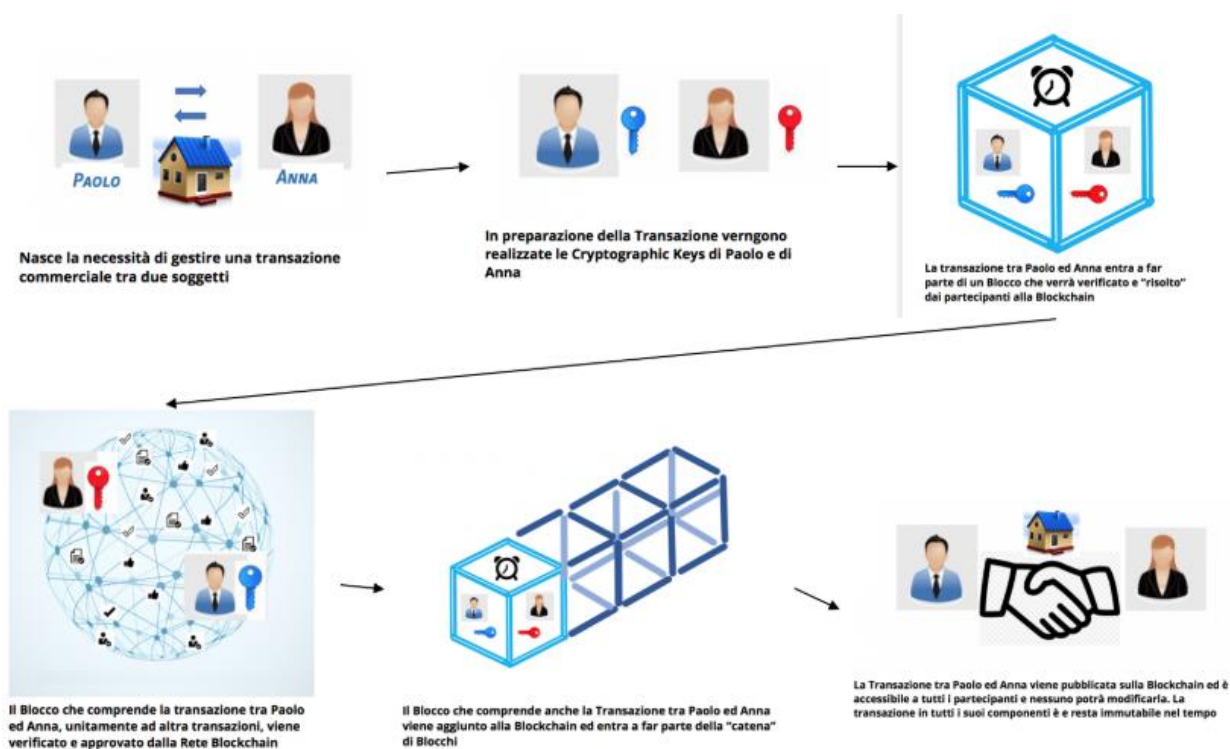 PAOLO
ANNA
Nasce la necessità di gestire una transazione
commerciale tra due soggetti
In preparazione della Transazione verngono
realizzate le Cryptographic Keys di Paolo e di
Anna
La transazione tra Paolo ed Anna entra a far
parte di un Blocco che verrà verificato e “risolto”
dai partecipanti alla Blockchain
Il Blocco che comprende la transazione tra Paolo
ed Anna, unitamente ad altra transazioni, viene
verificato e approvato dalla Rete Blockchain
Il Blocco che comprende anche la Transazione tra Paolo ed Anna
viene aggiunto alla Blockchain ed entra a far parte della “catena”
di Blocchi
La Transazione tra Paolo ed Anna viene pubblicata sulla Blockchain ed è
accessibile a tutti i partecipanti e nessuno potrà modificarla. La
transazione in tutti i suoi componenti è e resta immutabile nel tempo